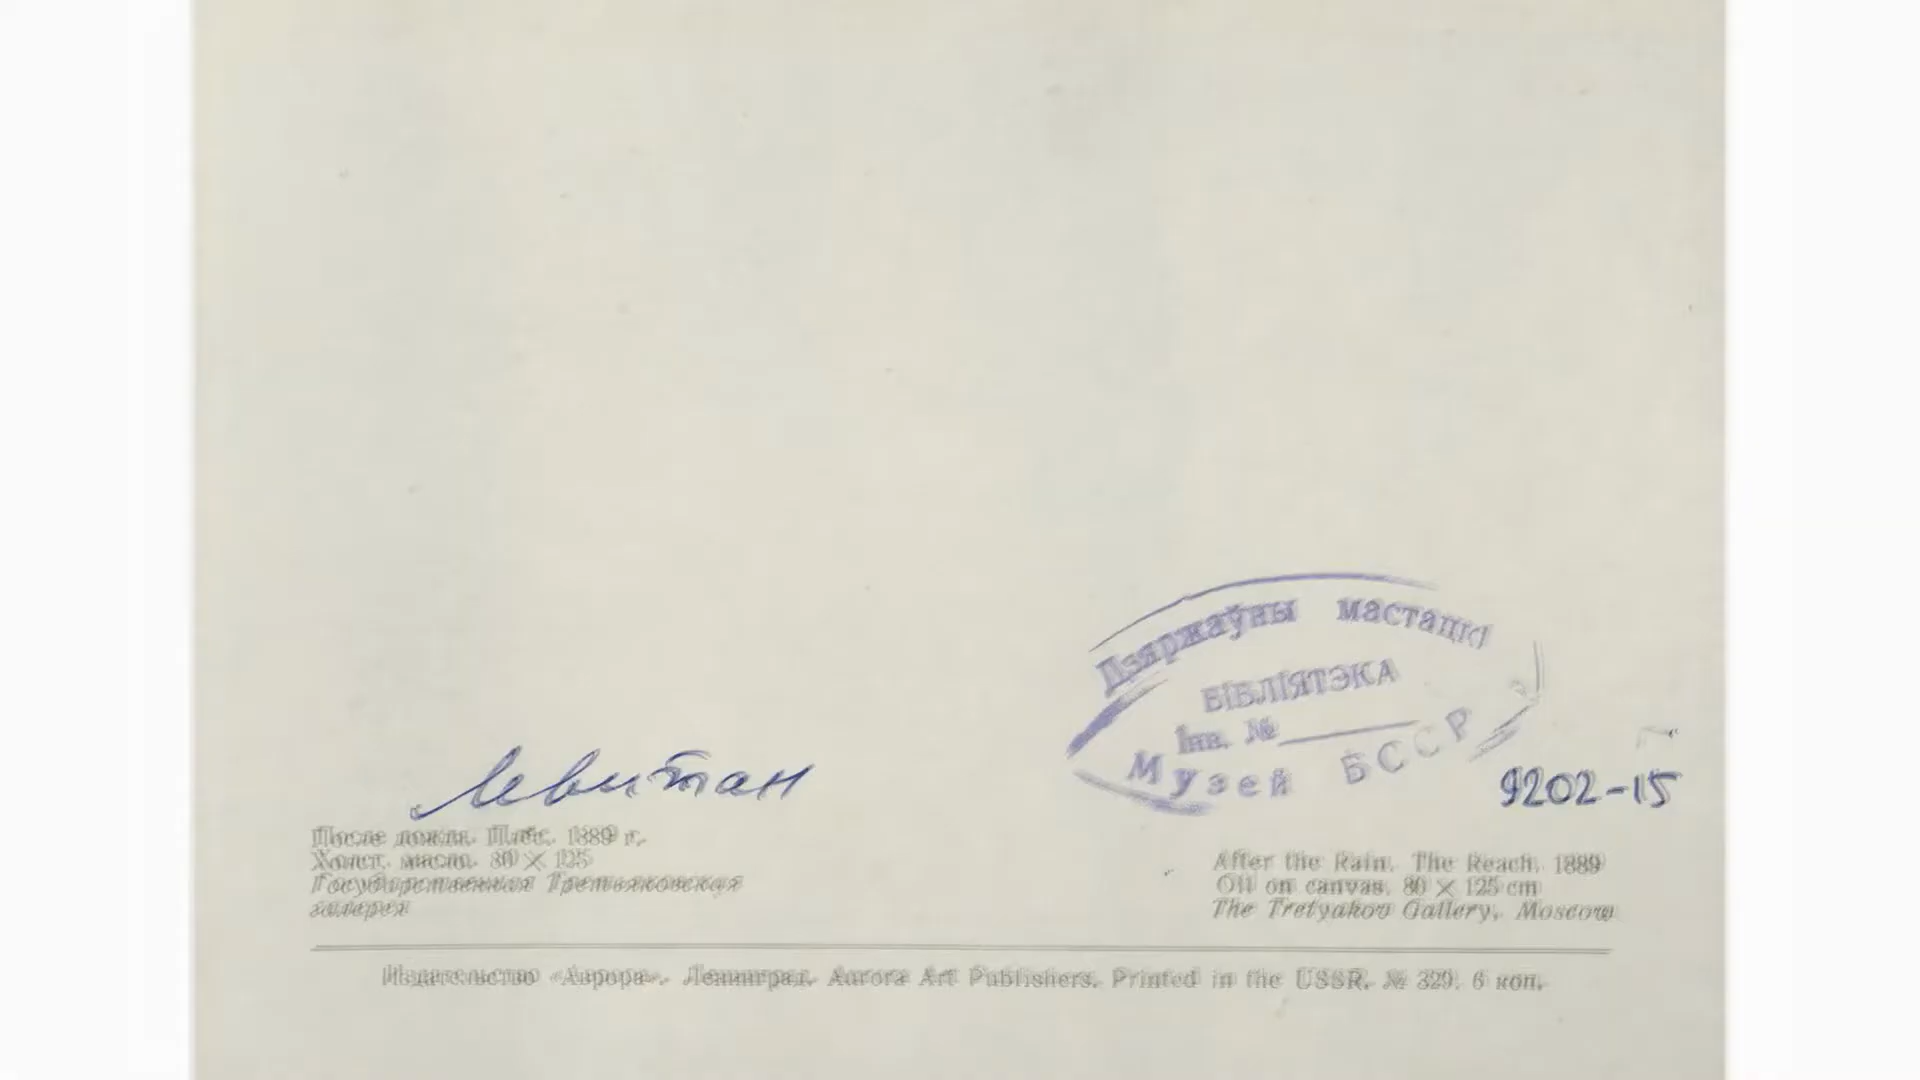 Левитан
После дождя. Плес. 1889 г.
Холст, масло. 80 × 125
Государственная Третьяковская
галерея
Дзяржаўны мастацкі
БІБЛІЯТЭКА
Інв. №
Музей БССР
9202-15
After the Rain. The Reach. 1889
Oil on canvas. 80 × 125 cm
The Tretyakov Gallery, Moscow
Издательство «Аврора». Ленинград. Aurora Art Publishers. Printed in the USSR. № 329. 6 коп.